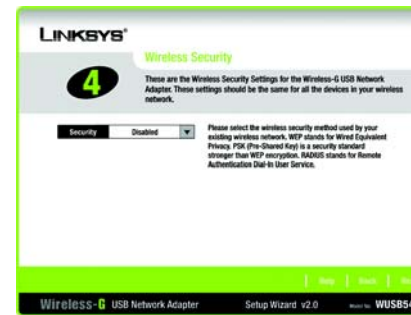 LINKSYS®
Wireless Security
4
These are the Wireless Security Settings for the Wireless-G USB Network
Adapter. These settings should be the same for all the devices in your wireless
network.
Security Disabled
Please select the wireless security method used by your
existing wireless network. WEP stands for Wired Equivalent
Privacy. PSK (Pre-Shared Key) is a security standard
stronger than WEP encryption. RADIUS stands for Remote
Authentication Dial-In User Service.
Help | Back |
Wireless-G USB Network Adapter Setup Wizard v2.0 Model No. WUSB54